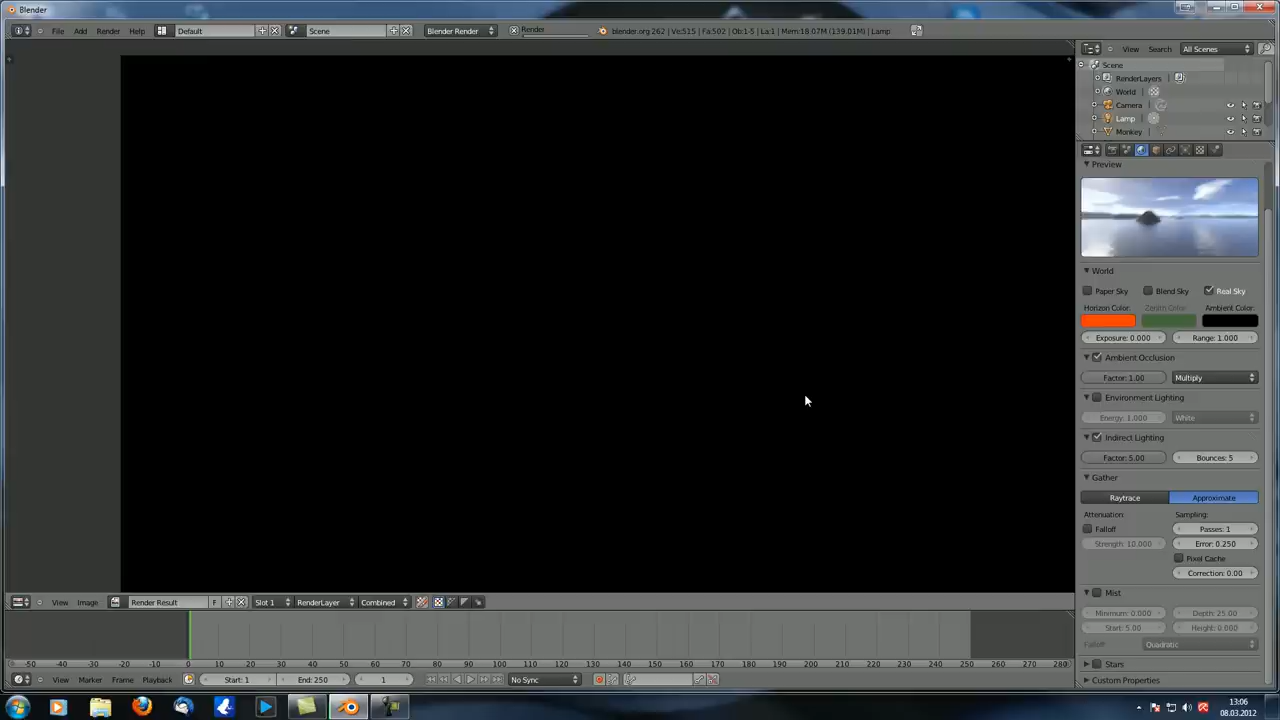 Blender
File Add Render Help Default Scene Blender Render Render blender.org 262 | Ve:515 | Fa:502 | Ob:1-5 | La:1 | Mem:18.07M (139.01M) | Lamp
View Search All Scenes
Scene
RenderLayers |
World |
Camera |
Lamp |
Monkey
Preview
World
Paper Sky Blend Sky Real Sky
Horizon Color: Zenith Color: Ambient Color:
Exposure: 0.000 Range: 1.000
Ambient Occlusion
Factor: 1.00 Multiply
Environment Lighting
Energy: 1.000 White
Indirect Lighting
Factor: 5.00 Bounces: 5
Gather
Raytrace Approximate
Attenuation: Sampling:
Falloff Passes: 1
Strength: 10.000 Error: 0.250
Pixel Cache
Correction: 0.00
Mist
Minimum: 0.000 Depth: 25.00
Start: 5.00 Height: 0.000
Falloff: Quadratic
Stars
Custom Properties
View Image Render Result F Slot 1 RenderLayer Combined
-50 -40 -30 -20 -10 0 10 20 30 40 50 60 70 80 90 100 110 120 130 140 150 160 170 180 190 200 210 220 230 240 250 260 270 280
View Marker Frame Playback Start: 1 End: 250 1 No Sync
13:06
08.03.2012